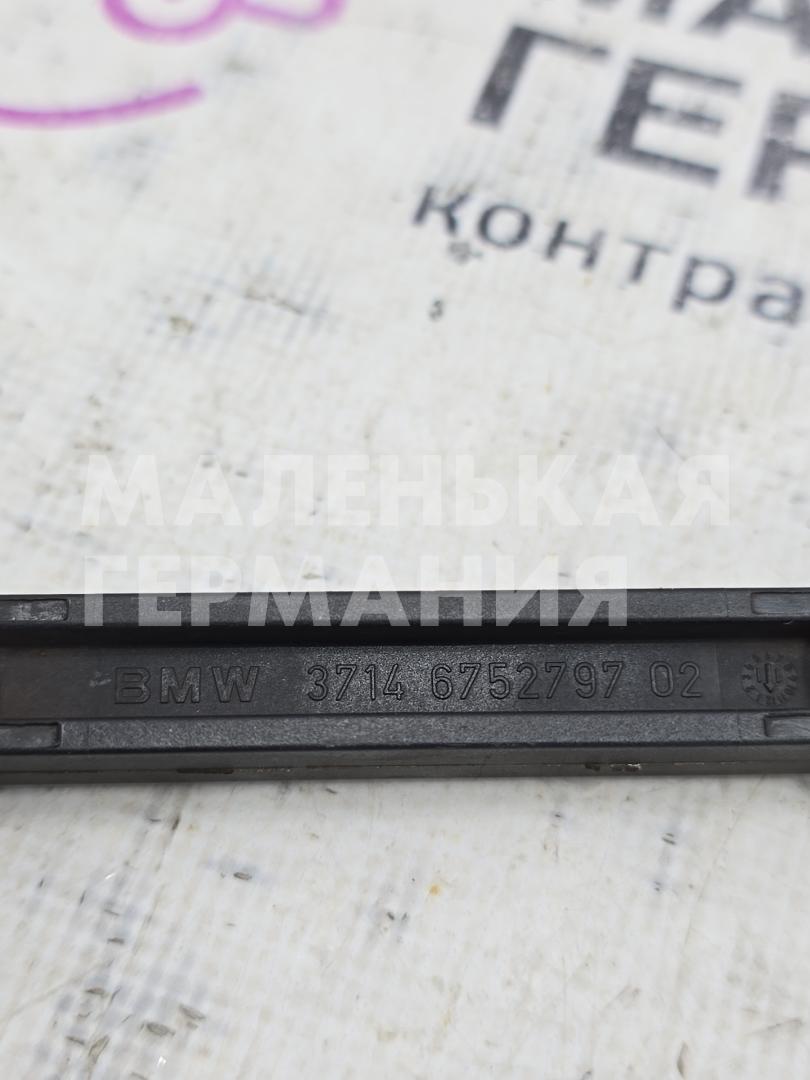 ГЕР
контра
МАЛЕНЬКАЯ
ГЕРМАНИЯ
BMW 3714 6752797 02